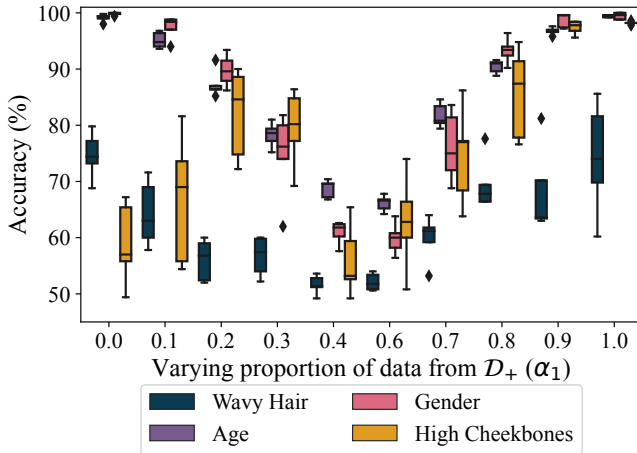 100
90
80
70
60
50
Accuracy (%)
0.0 0.1 0.2 0.3 0.4 0.6 0.7 0.8 0.9 1.0
Varying proportion of data from 𝒟₊ (α₁)
Wavy Hair Gender
Age High Cheekbones